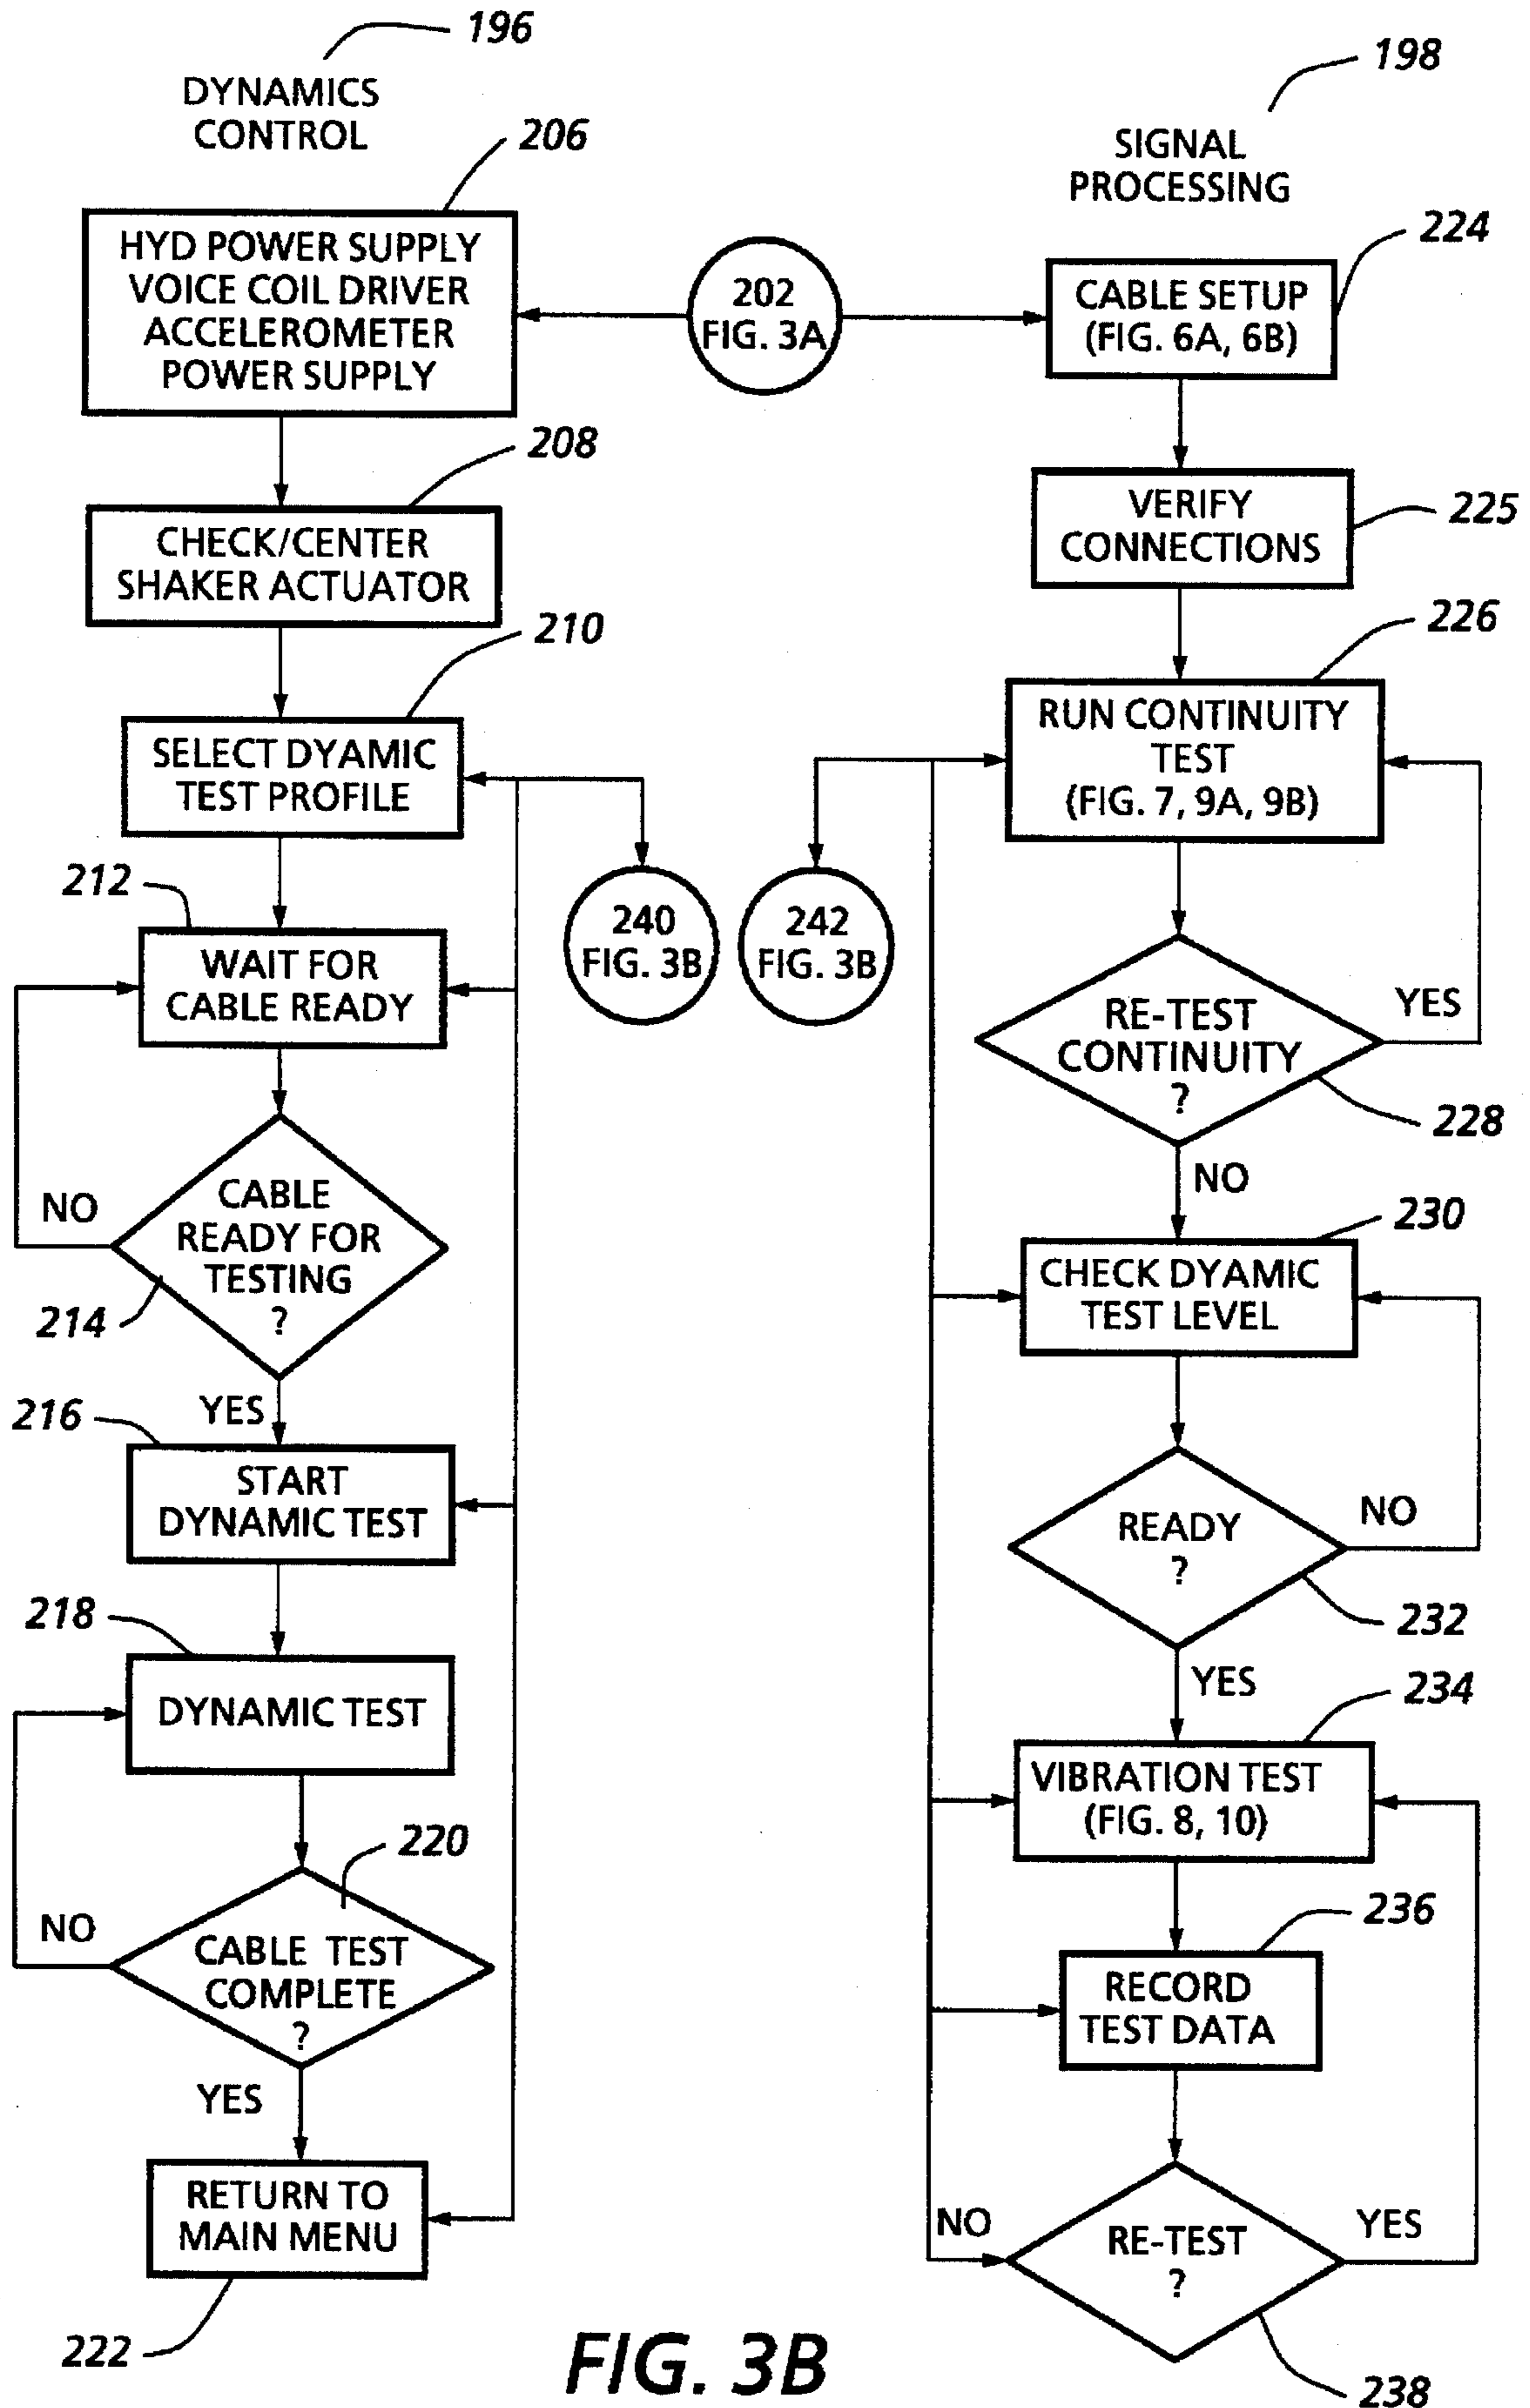 196
DYNAMICS
CONTROL
206
HYD POWER SUPPLY
VOICE COIL DRIVER
ACCELEROMETER
POWER SUPPLY
208
CHECK/CENTER
SHAKER ACTUATOR
210
SELECT DYAMIC
TEST PROFILE
212
WAIT FOR
CABLE READY
NO
CABLE
READY FOR
TESTING
?
214
YES
216
START
DYNAMIC TEST
218
DYNAMIC TEST
220
NO
CABLE TEST
COMPLETE
?
YES
RETURN TO
MAIN MENU
222
202
FIG. 3A
240
FIG. 3B
242
FIG. 3B
198
SIGNAL
PROCESSING
224
CABLE SETUP
(FIG. 6A, 6B)
VERIFY
CONNECTIONS
225
226
RUN CONTINUITY
TEST
(FIG. 7, 9A, 9B)
YES
RE-TEST
CONTINUITY
?
228
NO
230
CHECK DYAMIC
TEST LEVEL
NO
READY
?
232
YES
234
VIBRATION TEST
(FIG. 8, 10)
236
RECORD
TEST DATA
NO
YES
RE-TEST
?
238
FIG. 3B